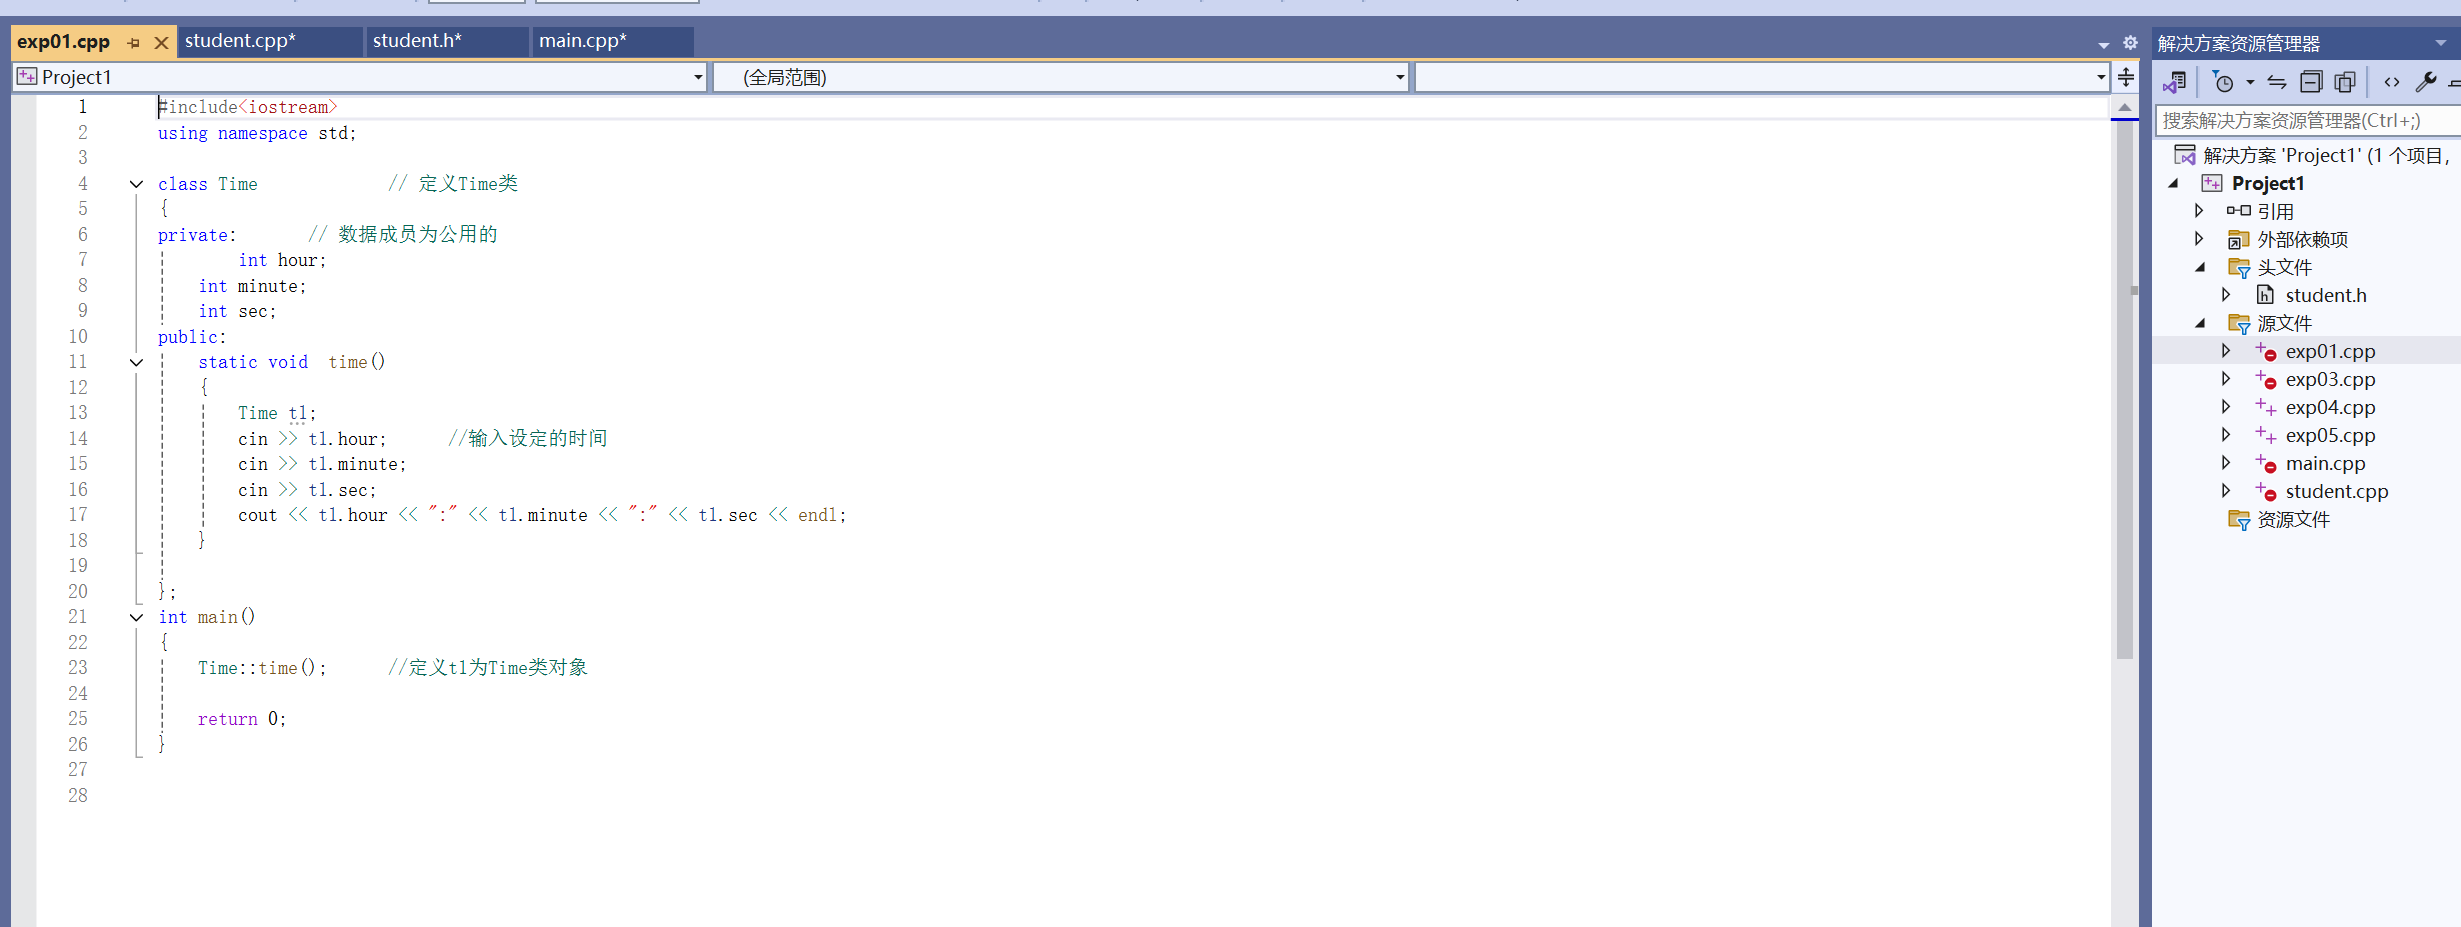 exp01.cpp
student.cpp*
student.h*
main.cpp*
Project1
(全局范围)
1 #include<iostream>
2 using namespace std;
3
4 class Time // 定义Time类
5 {
6 private: // 数据成员为公用的
7 int hour;
8 int minute;
9 int sec;
10 public:
11 static void time()
12 {
13 Time t1;
14 cin >> t1.hour; //输入设定的时间
15 cin >> t1.minute;
16 cin >> t1.sec;
17 cout << t1.hour << ":" << t1.minute << ":" << t1.sec << endl;
18 }
19
20 };
21 int main()
22 {
23 Time::time(); //定义t1为Time类对象
24
25 return 0;
26 }
27
28
解决方案资源管理器
搜索解决方案资源管理器(Ctrl+;)
解决方案 'Project1' (1 个项目,
Project1
引用
外部依赖项
头文件
student.h
源文件
exp01.cpp
exp03.cpp
exp04.cpp
exp05.cpp
main.cpp
student.cpp
资源文件